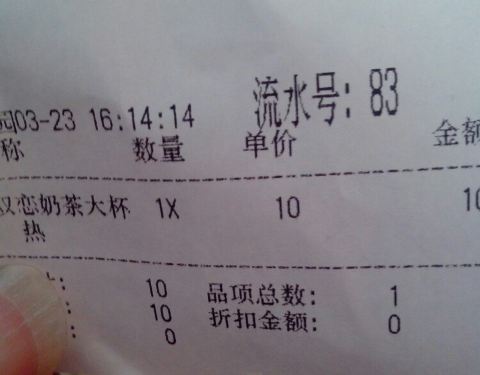 流水号: 83
03-23 16:14:14
称 数量 单价 金额
恋奶茶大杯 1X 10 10
热
: 10 品项总数: 1
: 10 折扣金额: 0
: 0